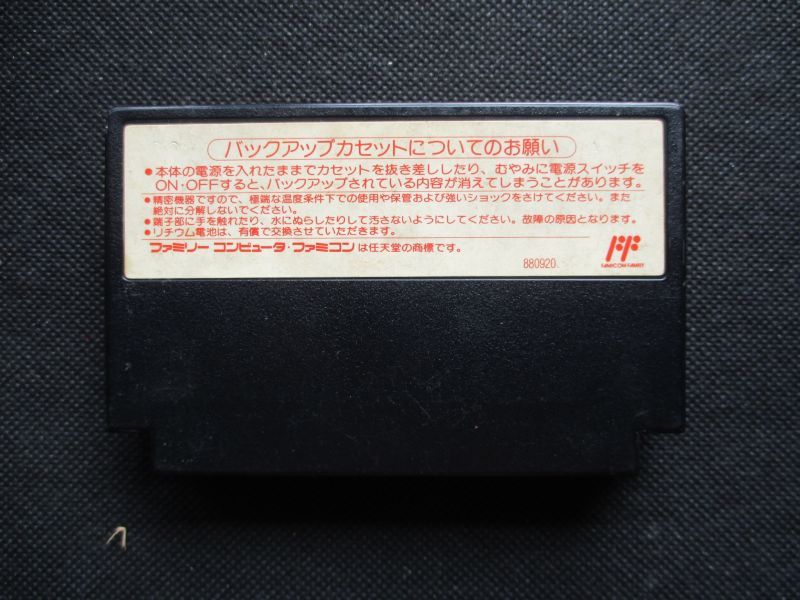 バックアップカセットについてのお願い
●本体の電源を入れたままでカセットを抜き差ししたり、むやみに電源スイッチを
ON・OFFすると、バックアップされている内容が消えてしまうことがあります。
●精密機器ですので、極端な温度条件下での使用や保管および強いショックをさけてください。また
絶対に分解しないでください。
●端子部に手を触れたり、水にぬらしたりして汚さないようにしてください。故障の原因となります。
●リチウム電池は、有償で交換させていただきます。
ファミリー コンピュータ・ファミコンは任天堂の商標です。
FAMICOM FAMILY
880920.